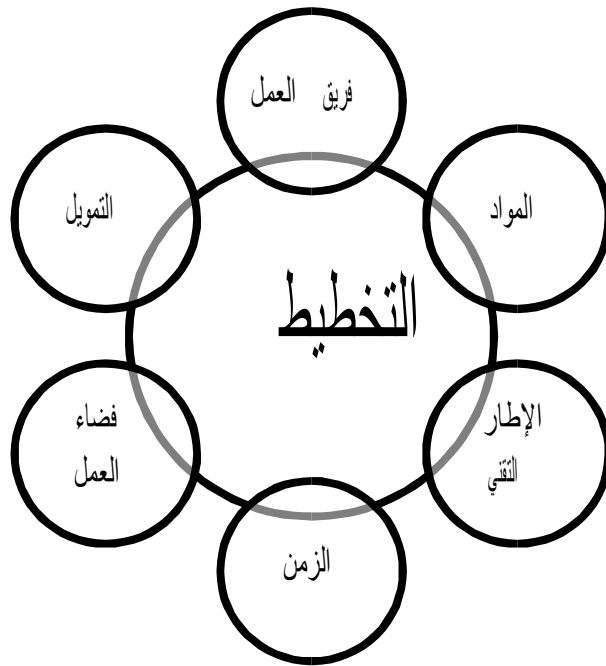 فريق العمل
المواد
التمويل
التخطيط
الإطار
التقني
فضاء
العمل
الزمن